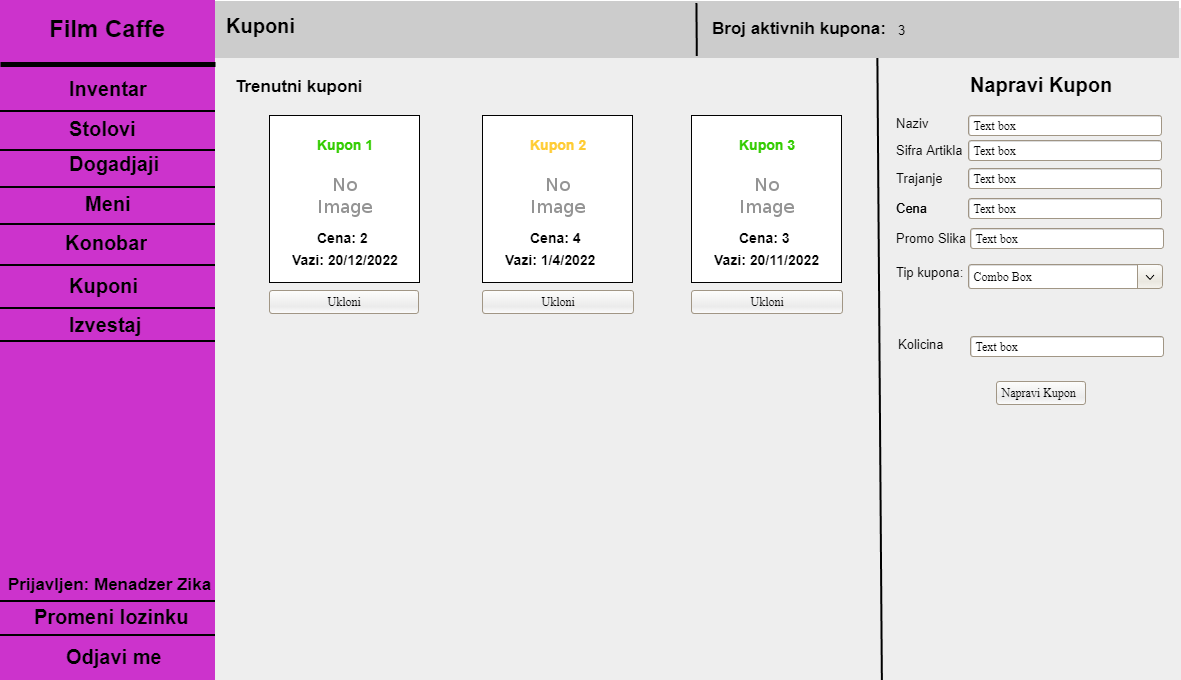 Film Caffe
Inventar
Stolovi
Dogadjaji
Meni
Konobar
Kuponi
Izvestaj
Prijavljen: Menadzer Zika
Promeni lozinku
Odjavi me
Kuponi
Broj aktivnih kupona: 3
Trenutni kuponi
Kupon 1
No
Image
Cena: 2
Vazi: 20/12/2022
Ukloni
Kupon 2
No
Image
Cena: 4
Vazi: 1/4/2022
Ukloni
Kupon 3
No
Image
Cena: 3
Vazi: 20/11/2022
Ukloni
Napravi Kupon
Naziv Text box
Sifra Artikla Text box
Trajanje Text box
Cena Text box
Promo Slika Text box
Tip kupona: Combo Box
Kolicina Text box
Napravi Kupon